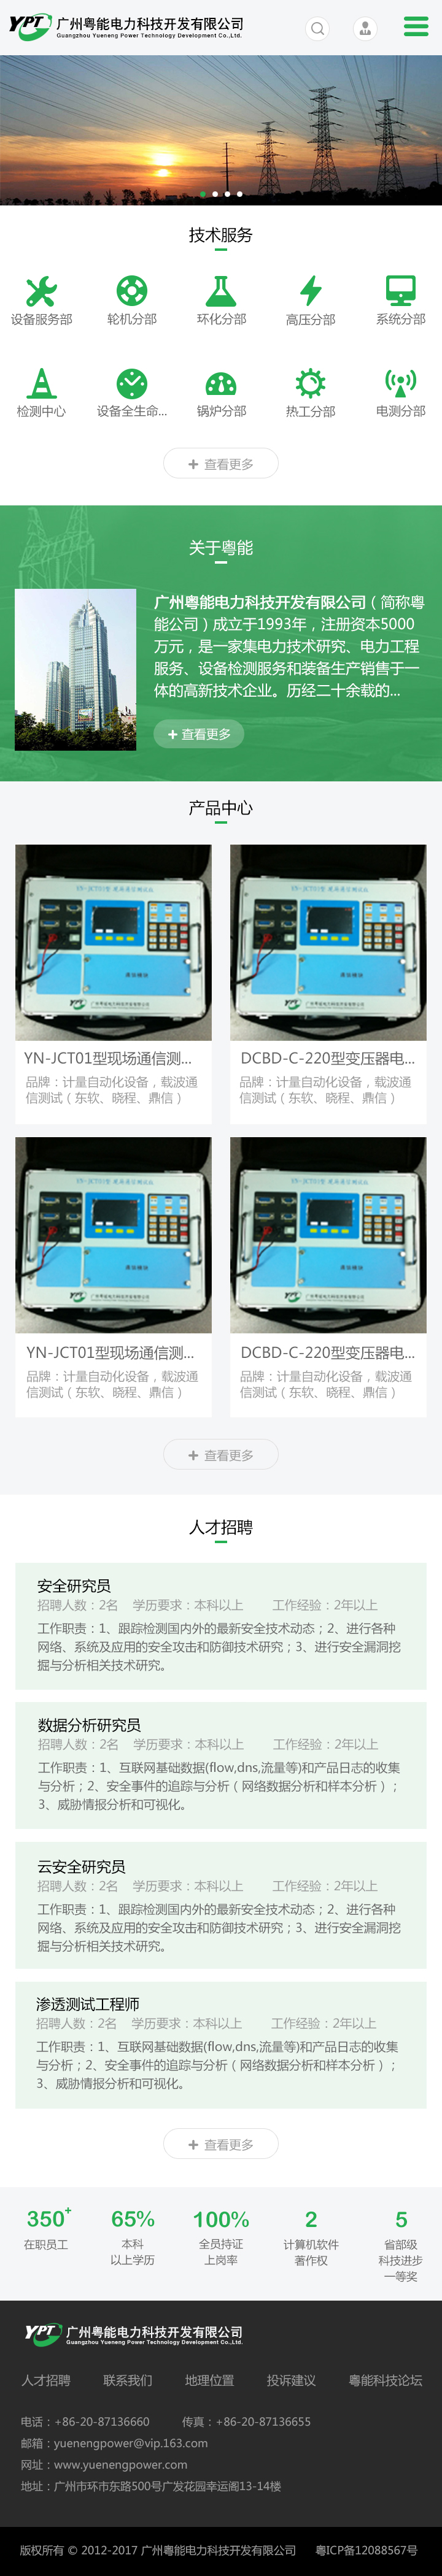 YPT 广州粤能电力科技开发有限公司
Guangzhou Yueneng Power Technology Development Co.,Ltd.
技术服务
设备服务部 轮机分部 环化分部 高压分部 系统分部
检测中心 设备全生命... 锅炉分部 热工分部 电测分部
+ 查看更多
关于粤能
广州粤能电力科技开发有限公司（简称粤
能公司）成立于1993年，注册资本5000
万元，是一家集电力技术研究、电力工程
服务、设备检测服务和装备生产销售于一
体的高新技术企业。历经二十余载的...
+ 查看更多
产品中心
YN-JCT01型现场通信测...
品牌：计量自动化设备，载波通
信测试（东软、晓程、鼎信）
DCBD-C-220型变压器电...
品牌：计量自动化设备，载波通
信测试（东软、晓程、鼎信）
YN-JCT01型现场通信测...
品牌：计量自动化设备，载波通
信测试（东软、晓程、鼎信）
DCBD-C-220型变压器电...
品牌：计量自动化设备，载波通
信测试（东软、晓程、鼎信）
+ 查看更多
人才招聘
安全研究员
招聘人数：2名 学历要求：本科以上 工作经验：2年以上
工作职责：1、跟踪检测国内外的最新安全技术动态；2、进行各种
网络、系统及应用的安全攻击和防御技术研究；3、进行安全漏洞挖
掘与分析相关技术研究。
数据分析研究员
招聘人数：2名 学历要求：本科以上 工作经验：2年以上
工作职责：1、互联网基础数据(flow,dns,流量等)和产品日志的收集
与分析；2、安全事件的追踪与分析（网络数据分析和样本分析）；
3、威胁情报分析和可视化。
云安全研究员
招聘人数：2名 学历要求：本科以上 工作经验：2年以上
工作职责：1、跟踪检测国内外的最新安全技术动态；2、进行各种
网络、系统及应用的安全攻击和防御技术研究；3、进行安全漏洞挖
掘与分析相关技术研究。
渗透测试工程师
招聘人数：2名 学历要求：本科以上 工作经验：2年以上
工作职责：1、互联网基础数据(flow,dns,流量等)和产品日志的收集
与分析；2、安全事件的追踪与分析（网络数据分析和样本分析）；
3、威胁情报分析和可视化。
+ 查看更多
350+
在职员工
65%
本科
以上学历
100%
全员持证
上岗率
2
计算机软件
著作权
5
省部级
科技进步
一等奖
YPT 广州粤能电力科技开发有限公司
Guangzhou Yueneng Power Technology Development Co.,Ltd.
人才招聘 联系我们 地理位置 投诉建议 粤能科技论坛
电话：+86-20-87136660 传真：+86-20-87136655
邮箱：yuenengpower@vip.163.com
网址：www.yuenengpower.com
地址：广州市环市东路500号广发花园幸运阁13-14楼
版权所有 © 2012-2017 广州粤能电力科技开发有限公司 粤ICP备12088567号